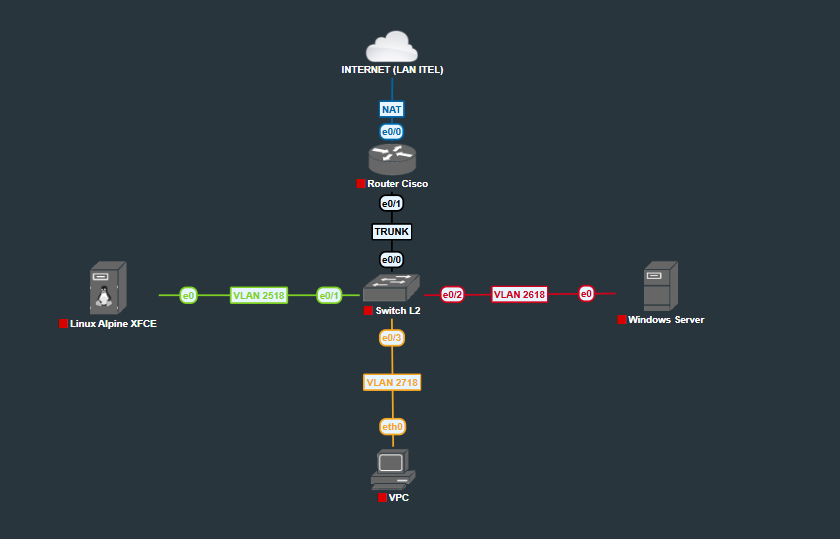 INTERNET (LAN ITEL)
NAT
e0/0
Router Cisco
e0/1
TRUNK
e0/0
e0
VLAN 2518
e0/1
e0/2
VLAN 2618
e0
Switch L2
Linux Alpine XFCE
Windows Server
e0/3
VLAN 2718
eth0
VPC